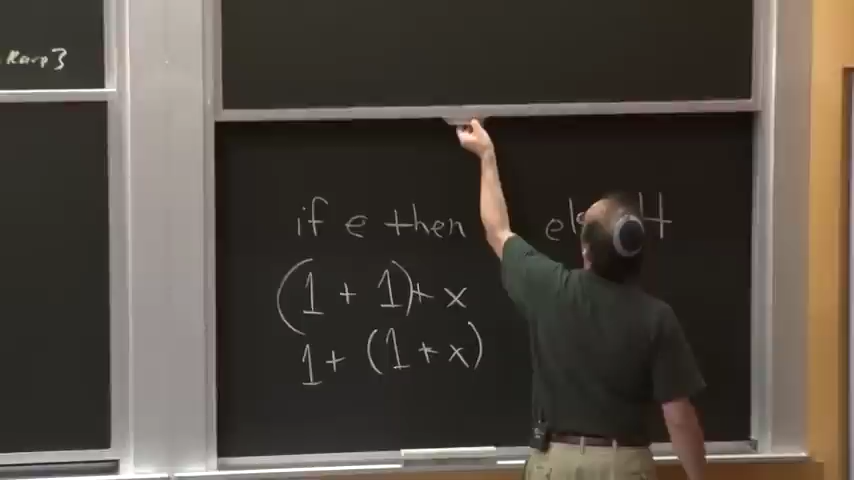 Karp 3
if e then
(1 + 1) + x
1 + (1 + x)